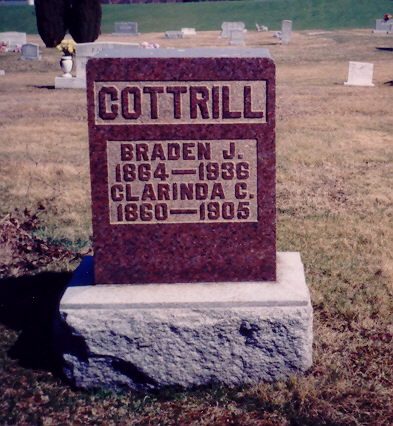 COTTRILL
BRADEN J.
1864—1936
CLARINDA C.
1860—1905